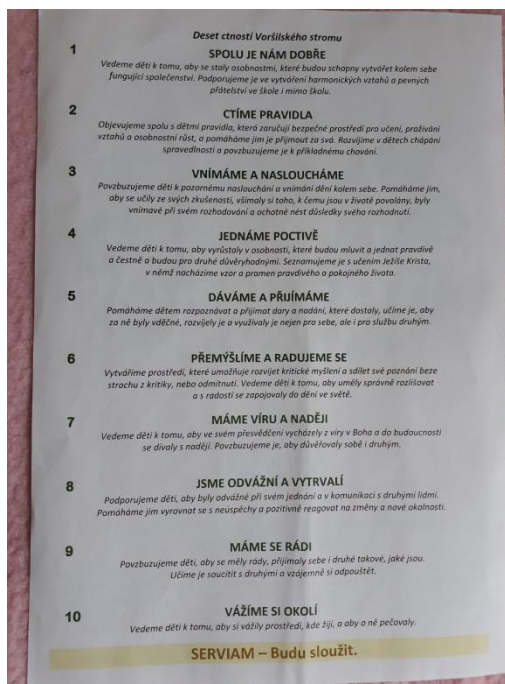 Deset ctností Voršilského stromu
1
SPOLU JE NÁM DOBŘE
Vedeme děti k tomu, aby se staly osobnostmi, které budou schopny vytvářet kolem sebe
fungující společenství. Podporujeme je ve vytváření harmonických vztahů a pevných
přátelství ve škole i mimo školu.
2
CTÍME PRAVIDLA
Objevujeme spolu s dětmi pravidla, která zaručují bezpečné prostředí pro učení, prožívání
vztahů a osobnostní růst, a pomáháme jim je přijmout za svá. Rozvíjíme v dětech chápání
spravedlnosti a povzbuzujeme je k příkladnému chování.
3
VNÍMÁME A NASLOUCHÁME
Povzbuzujeme děti k pozornému naslouchání a vnímání dění kolem sebe. Pomáháme jim,
aby se učily ze svých zkušeností, všímaly si toho, k čemu jsou v životě povolány, byly
vnímavé při svém rozhodování a ochotné nést důsledky svého rozhodnutí.
4
JEDNÁME POCTIVĚ
Vedeme děti k tomu, aby vyrůstaly v osobnosti, které budou mluvit a jednat pravdivě
a čestně a budou pro druhé důvěryhodnými. Seznamujeme je s učením Ježíše Krista,
v němž nacházíme vzor a pramen pravdivého a pokojného života.
5
DÁVÁME A PŘIJÍMÁME
Pomáháme dětem rozpoznávat a přijímat dary a nadání, které dostaly, učíme je, aby
za ně byly vděčné, rozvíjely je a využívaly je nejen pro sebe, ale i pro službu druhým.
6
PŘEMÝŠLÍME A RADUJEME SE
Vytváříme prostředí, které umožňuje rozvíjet kritické myšlení a sdílet své poznání beze
strachu z kritiky, nebo odmítnutí. Vedeme děti k tomu, aby uměly správně rozlišovat
a s radostí se zapojovaly do dění ve světě.
7
MÁME VÍRU A NADĚJI
Vedeme děti k tomu, aby ve svém přesvědčení vycházely z víry v Boha a do budoucnosti
se dívaly s nadějí. Povzbuzujeme je, aby důvěřovaly sobě i druhým.
8
JSME ODVÁŽNÍ A VYTRVALÍ
Podporujeme děti, aby byly odvážné při svém jednání a v komunikaci s druhými lidmi.
Pomáháme jim vyrovnat se s neúspěchy a pozitivně reagovat na změny a nové okolnosti.
9
MÁME SE RÁDI
Povzbuzujeme děti, aby se měly rády, přijímaly sebe i druhé takové, jaké jsou.
Učíme je soucítit s druhými a vzájemně si odpouštět.
10
VÁŽÍME SI OKOLÍ
Vedeme děti k tomu, aby si vážily prostředí, kde žijí, a aby o ně pečovaly.
SERVIAM – Budu sloužit.